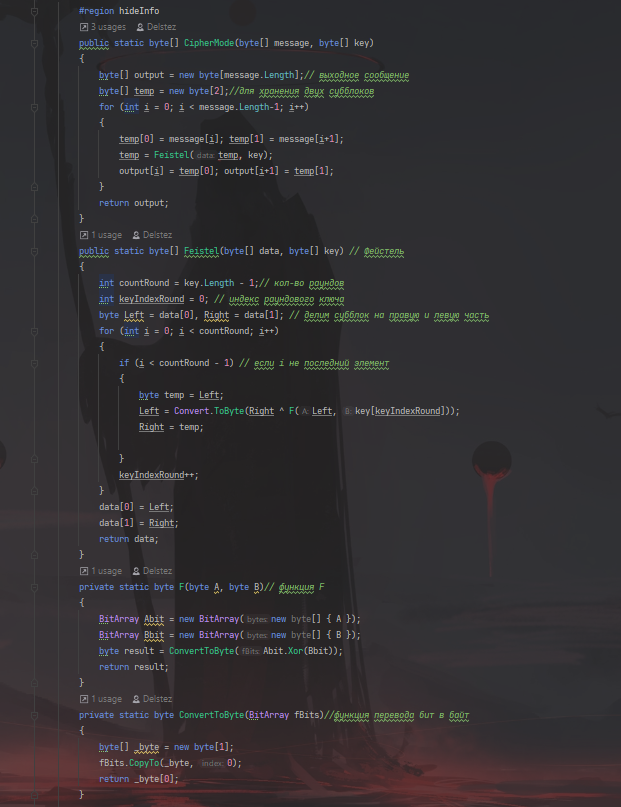 #region hideInfo
3 usages Delstez
public static byte[] CipherMode(byte[] message, byte[] key)
{
byte[] output = new byte[message.Length];// выходное сообщение
byte[] temp = new byte[2];//для хранения двух субблоков
for (int i = 0; i < message.Length-1; i++)
{
temp[0] = message[i]; temp[1] = message[i+1];
temp = Feistel( data: temp, key);
output[i] = temp[0]; output[i+1] = temp[1];
}
return output;
}
1 usage Delstez
public static byte[] Feistel(byte[] data, byte[] key) // Фейстель
{
int countRound = key.Length - 1;// кол-во раундов
int keyIndexRound = 0; // индекс раундового ключа
byte Left = data[0], Right = data[1]; // делим субблок на правую и левую часть
for (int i = 0; i < countRound; i++)
{
if (i < countRound - 1) // если i не последний элемент
{
byte temp = Left;
Left = Convert.ToByte(Right ^ F( A: Left, B: key[keyIndexRound]));
Right = temp;
}
keyIndexRound++;
}
data[0] = Left;
data[1] = Right;
return data;
}
1 usage Delstez
private static byte F(byte A, byte B)// функция F
{
BitArray Abit = new BitArray( bytes: new byte[] { A });
BitArray Bbit = new BitArray( bytes: new byte[] { B });
byte result = ConvertToByte( fBits: Abit.Xor(Bbit));
return result;
}
1 usage Delstez
private static byte ConvertToByte(BitArray fBits)//функция перевода бит в байт
{
byte[] _byte = new byte[1];
fBits.CopyTo(_byte, index: 0);
return _byte[0];
}